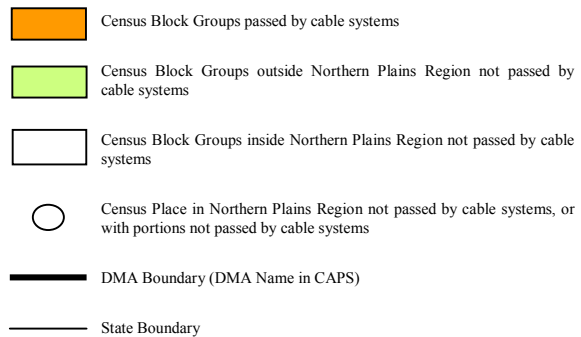 Census Block Groups passed by cable systems
Census Block Groups outside Northern Plains Region not passed by
cable systems
Census Block Groups inside Northern Plains Region not passed by cable
systems
Census Place in Northern Plains Region not passed by cable systems, or
with portions not passed by cable systems
DMA Boundary (DMA Name in CAPS)
State Boundary